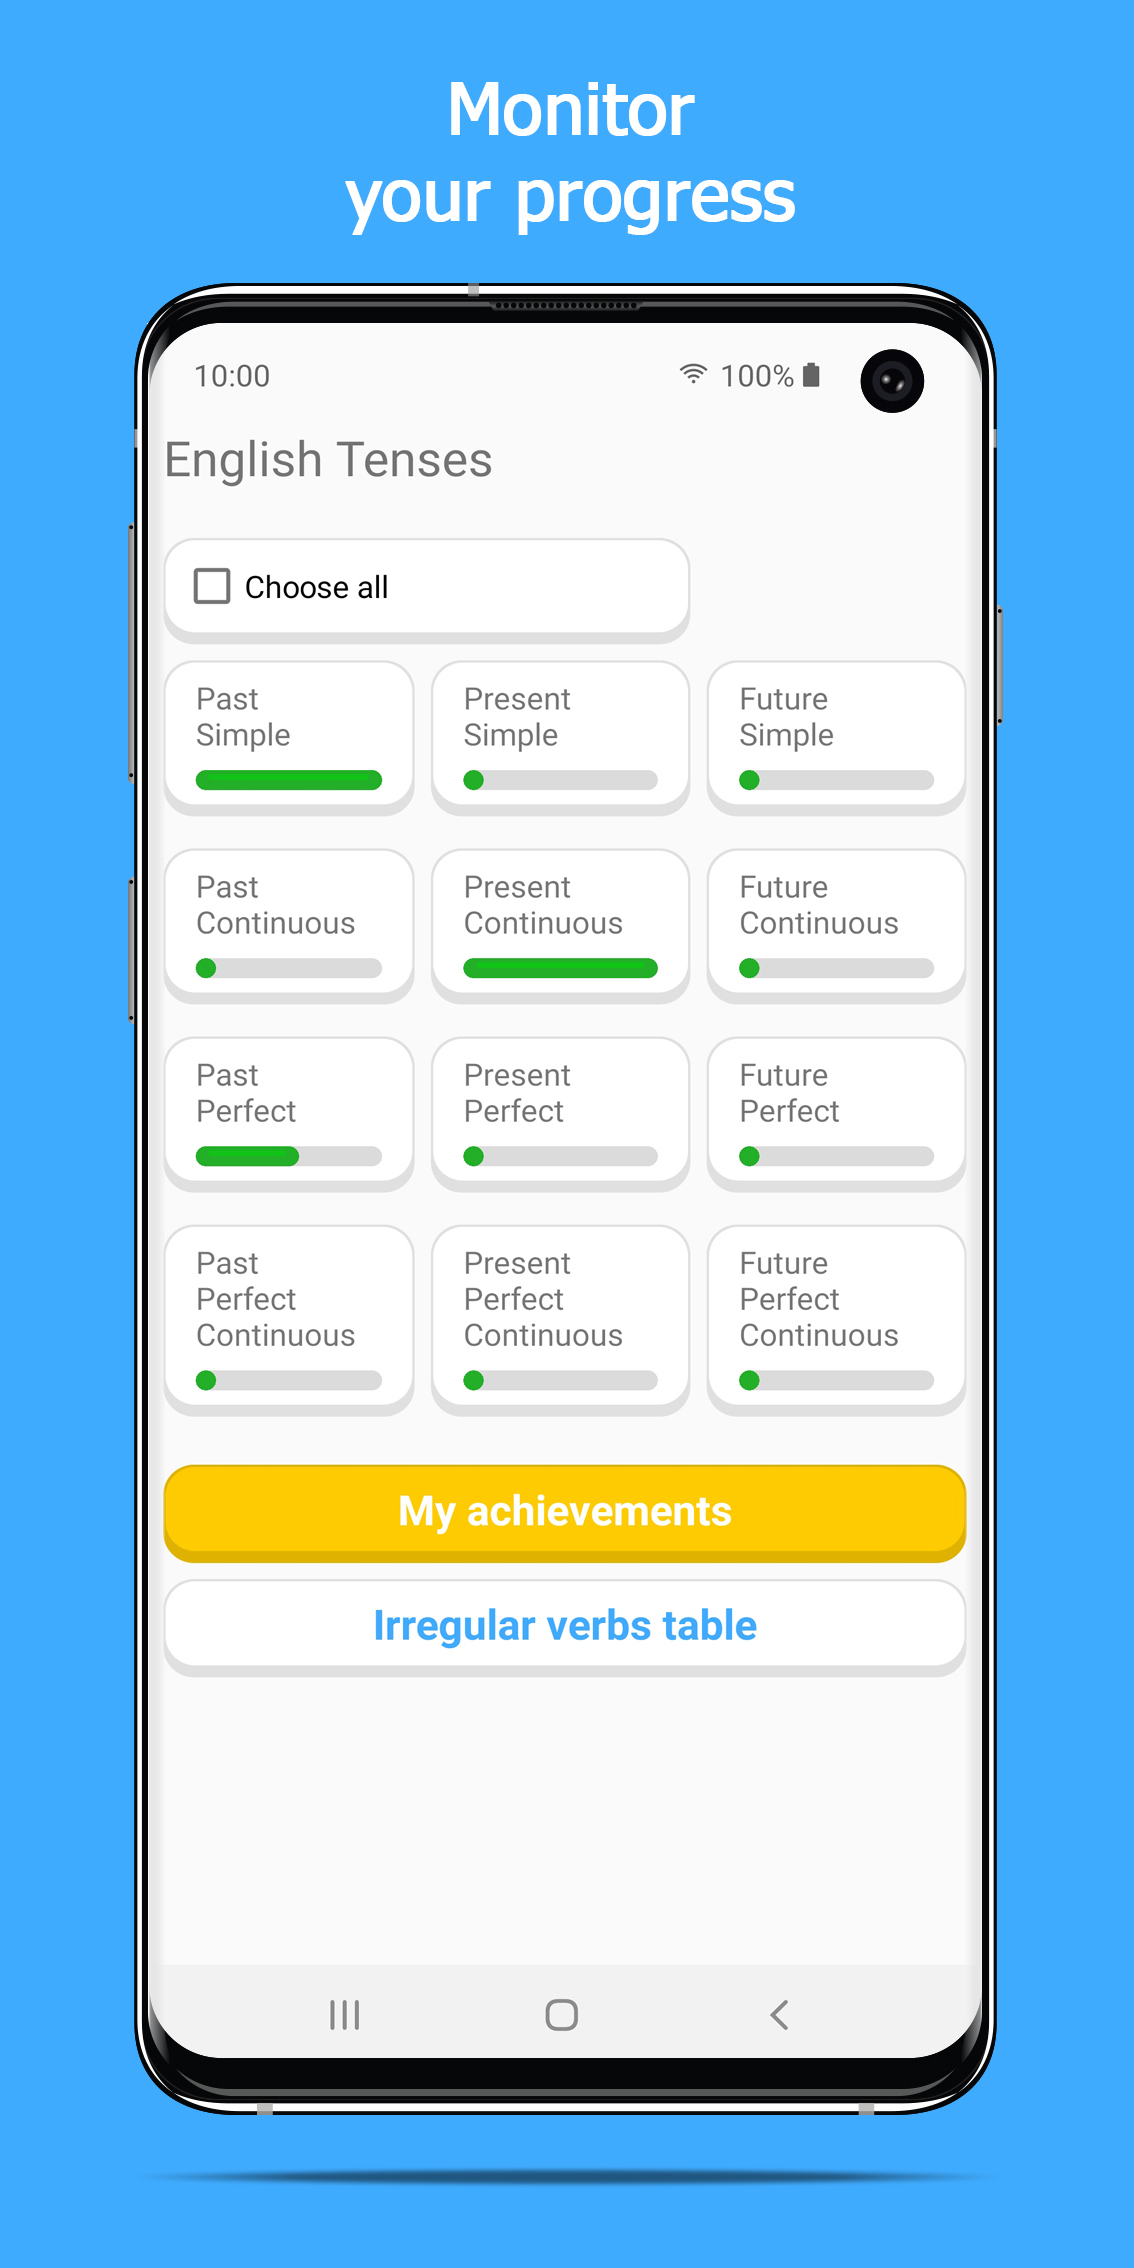 Monitor
your progress
10:00 100%
English Tenses
Choose all
Past
Simple
Present
Simple
Future
Simple
Past
Continuous
Present
Continuous
Future
Continuous
Past
Perfect
Present
Perfect
Future
Perfect
Past
Perfect
Continuous
Present
Perfect
Continuous
Future
Perfect
Continuous
My achievements
Irregular verbs table